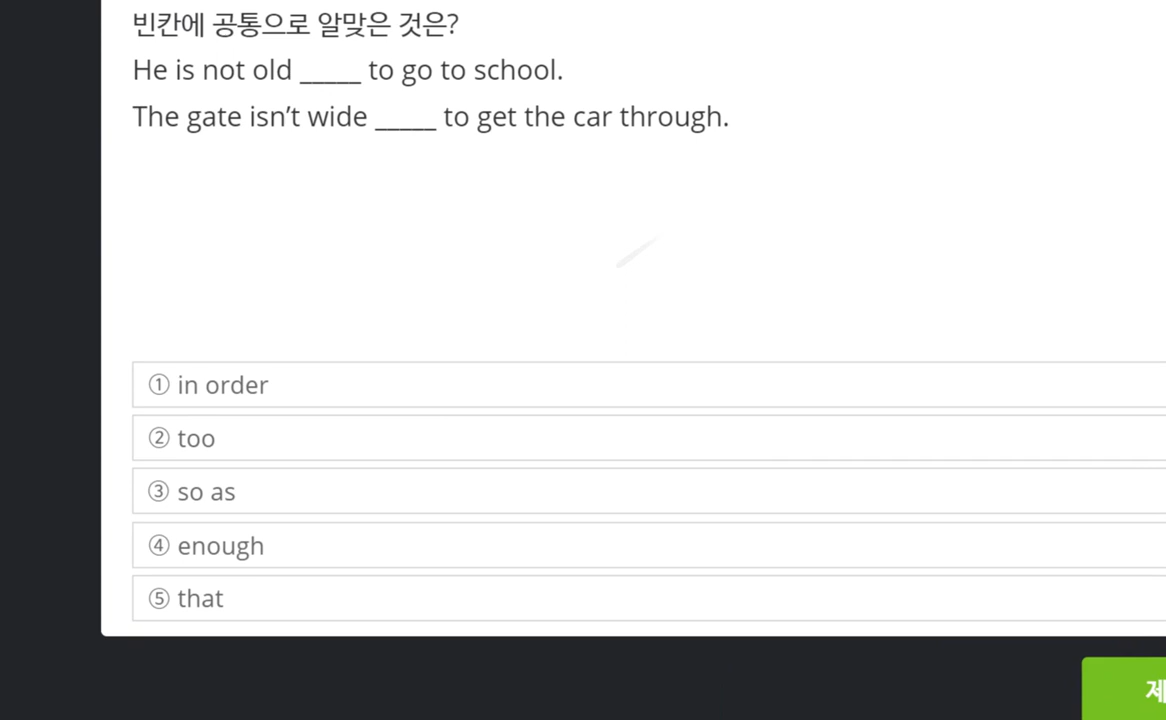 빈칸에 공통으로 알맞은 것은?
He is not old _____ to go to school.
The gate isn’t wide _____ to get the car through.
① in order
② too
③ so as
④ enough
⑤ that
제